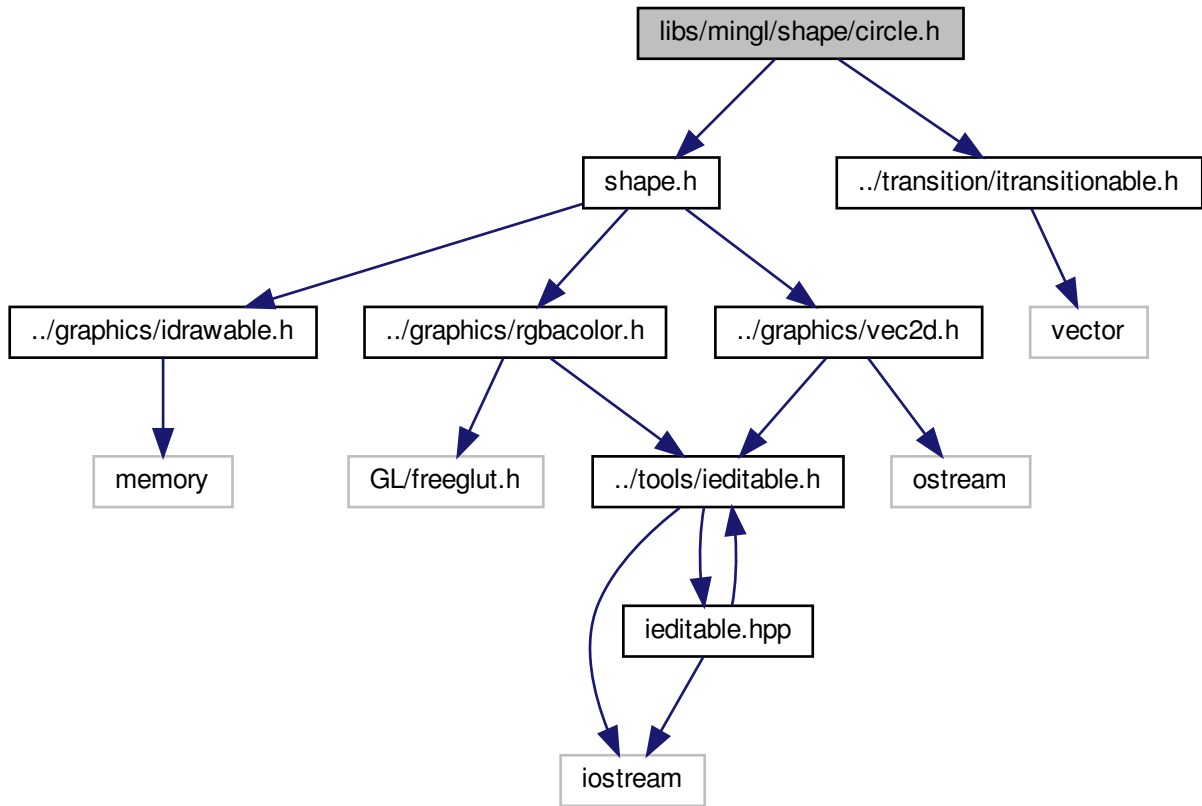 libs/mingl/shape/circle.h
shape.h
../transition/itransitionable.h
../graphics/idrawable.h
../graphics/rgbacolor.h
../graphics/vec2d.h
vector
memory
GL/freeglut.h
../tools/ieditable.h
ostream
ieditable.hpp
iostream